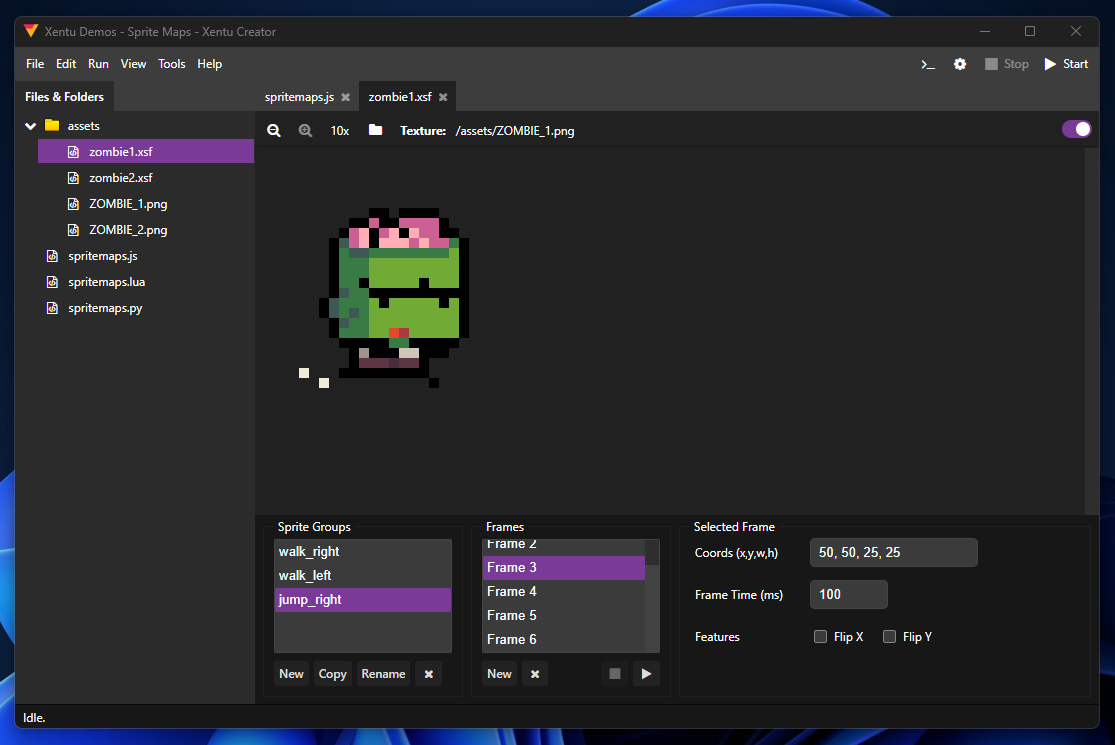 Xentu Demos - Sprite Maps - Xentu Creator
File Edit Run View Tools Help
Stop Start
Files & Folders
spritemaps.js
zombie1.xsf
assets
zombie1.xsf
zombie2.xsf
ZOMBIE_1.png
ZOMBIE_2.png
spritemaps.js
spritemaps.lua
spritemaps.py
10x Texture: /assets/ZOMBIE_1.png
Sprite Groups
walk_right
walk_left
jump_right
New Copy Rename
Frames
Frame 2
Frame 3
Frame 4
Frame 5
Frame 6
New
Selected Frame
Coords (x,y,w,h) 50, 50, 25, 25
Frame Time (ms) 100
Features Flip X Flip Y
Idle.